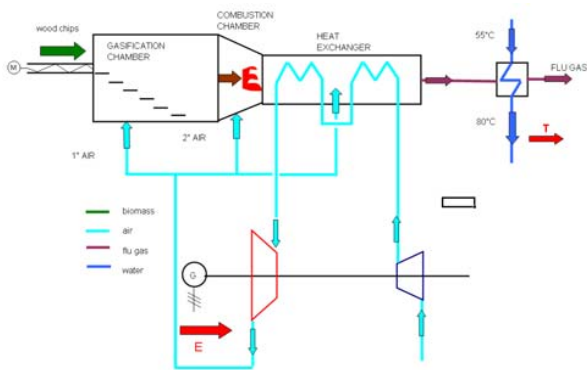 wood chips
GASIFICATION
CHAMBER
COMBUSTION
CHAMBER
HEAT
EXCHANGER
55°C
FLU GAS
M
E
80°C
T
1° AIR
2° AIR
biomass
air
flu gas
water
G
E